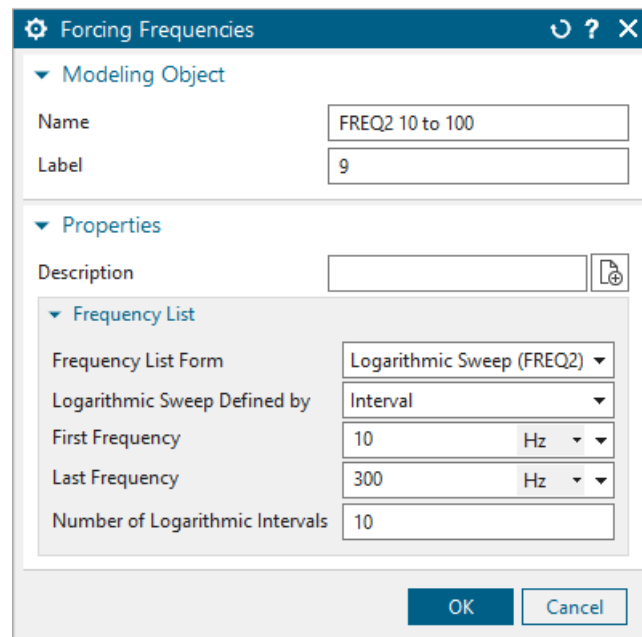 Forcing Frequencies ?
Modeling Object
Name FREQ2 10 to 100
Label 9
Properties
Description
Frequency List
Frequency List Form Logarithmic Sweep (FREQ2)
Logarithmic Sweep Defined by Interval
First Frequency 10 Hz
Last Frequency 300 Hz
Number of Logarithmic Intervals 10
OK Cancel